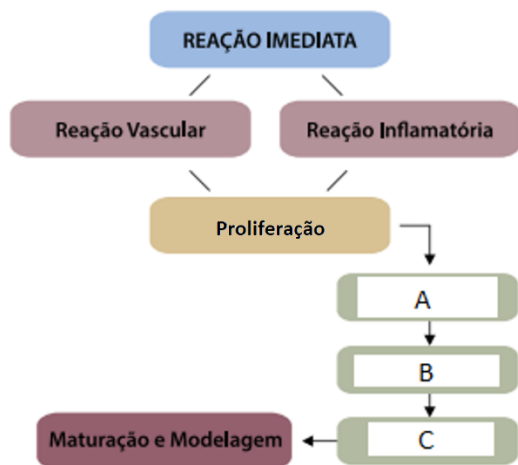 REAÇÃO IMEDIATA
Reação Vascular
Reação Inflamatória
Proliferação
A
B
C
Maturação e Modelagem